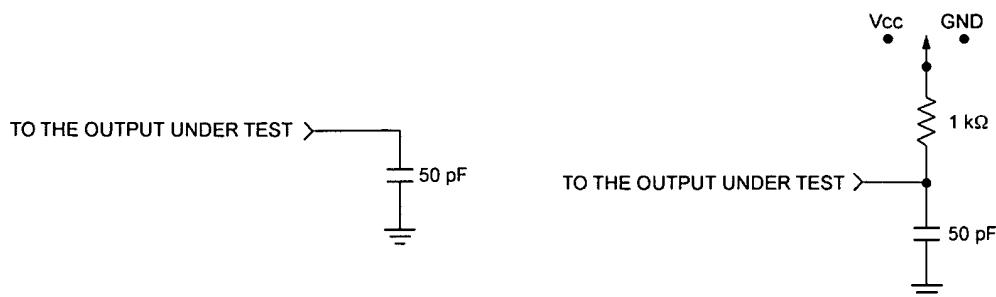 TO THE OUTPUT UNDER TEST
50 pF
Vcc GND
1 kΩ
TO THE OUTPUT UNDER TEST
50 pF